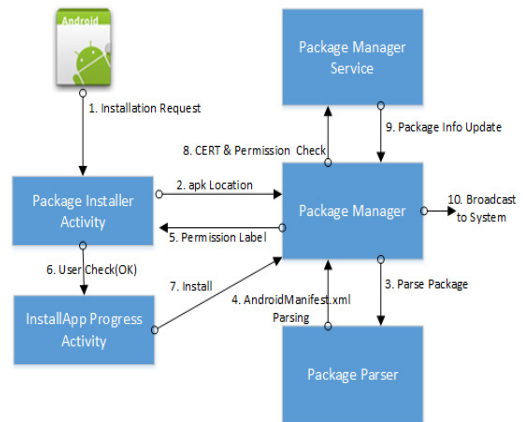 Android
1. Installation Request
Package Manager
Service
8. CERT & Permission Check
9. Package Info Update
Package Installer
Activity
2. apk Location
5. Permission Label
Package Manager
10. Broadcast
to System
6. User Check(OK)
7. Install
4. AndroidManifest.xml
Parsing
3. Parse Package
InstallApp Progress
Activity
Package Parser